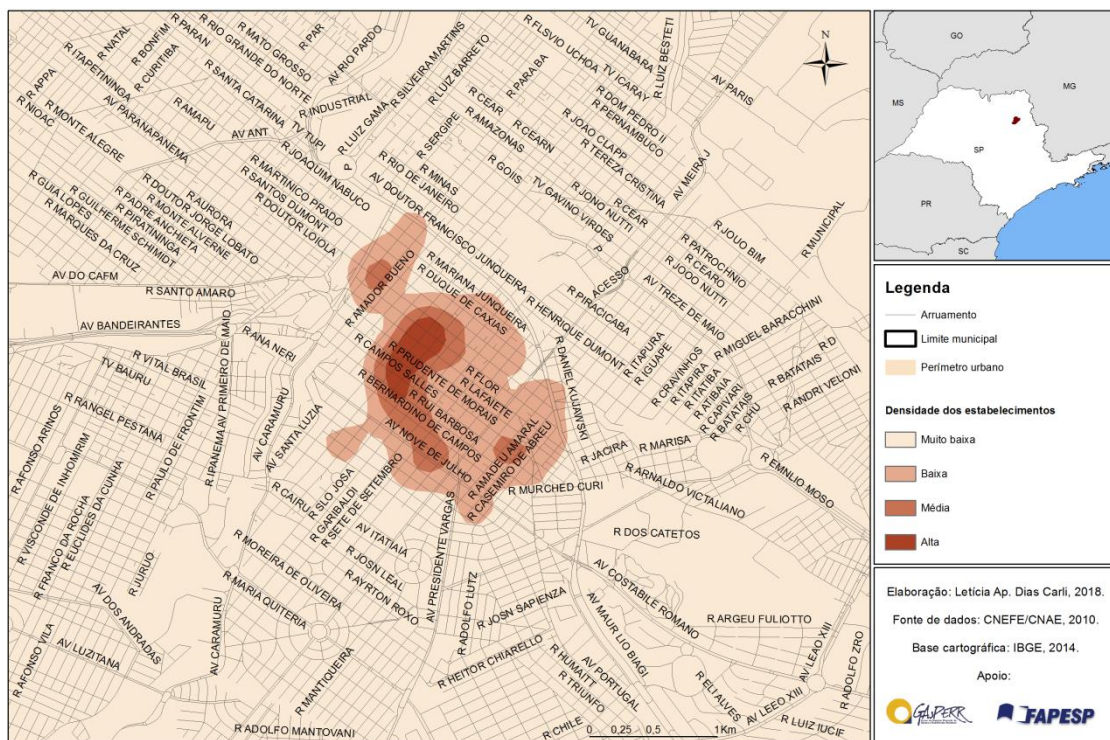 R NATAL
R BONFIM
R PARAN
R RIO GRANDE DO NORTE
R MATO GROSSO
R PAR
AV RIO PARDO
R SILVEIRA MARTINS
R LUIZ BARRETO
R FLSVIO UCHOA
TV GUANABARA
R LUIZ BESTETI
N
R ITAPETININGA
R CURITIBA
R SANTA CATARINA
R INDUSTRIAL
R LUIZ GAMA
R PARA BA
TV ICARAY
AV PARIS
R APPA
R NIOAC
AV PARANAPANEMA
R AMAPU
TV TUPI
R CEAR
R CEARN
R DOM PEDRO II
R PERNAMBUCO
R MONTE ALEGRE
AV ANT
R JOAQUIM NABUCO
P
R SERGIPE
R AMAZONAS
R JOAO CLAPP
R TEREZA CRISTINA
AV MEIRA J
R MINAS
R RIO DE JANEIRO
R GOIIS
R MARTINICO PRADO
R SANTOS DUMONT
R DOUTOR LOIOLA
AV DOUTOR FRANCISCO JUNQUEIRA
TV GAVINO VIRDES
R JONO NUTTI
R CEAR
R AURORA
R DOUTOR JORGE LOBATO
R MONTE ALVERNE
R PIRATININGA
R PADRE ANCHIETA
R GUILHERME SCHIMIDT
R GUIA LOPES
R MARQUES DA CRUZ
R JOUO BIM
R MUNICIPAL
R PATROCHNIO
R CEARO
R JOOO NUTTI
P
ACESSO
R AMADOR BUENO
R MARIANA JUNQUEIRA
R DUQUE DE CAXIAS
AV DO CAFM
R SANTO AMARO
AV TREZE DE MAIO
R PIRACICABA
R HENRIQUE DUMONT
AV BANDEIRANTES
R ANA NERI
R MIGUEL BARACCHINI
R D
R ITAPURA
R IGUAPE
R DANIEL KUJAWSKI
R VITAL BRASIL
TV BAURU
R IPANEMA
AV PRIMEIRO DE MAIO
R CAMPOS SALLES
R PRUDENTE DE MORAIS
R FLOR
R LAFAIETE
R BATATAIS
R ANDRI VELONI
R CRAVINHOS
R ITAPIRA
R ITATIBA
R ATIBAIA
R CAPIVARI
R BATATAIS
R CHU
R RANGEL PESTANA
R PAULO DE FRONTIM
AV CARAMURU
AV SANTA LUZIA
R BERNARDINO DE CAMPOS
R RUI BARBOSA
AV NOVE DE JULHO
R AMADEU AMARAL
R CASEMIRO DE ABREU
R AFONSO ARINOS
R JACIRA
R MARISA
R EMNLIO MOSO
R VISCONDE DE INHOMIRIM
R FRANCO DA ROCHA
R EUCLIDES DA CUNHA
R CAIRU
R SLO JOSA
R GARIBALDI
R SETE DE SETEMBRO
R MURCHED CURI
R ARNALDO VICTALIANO
AV ITATIAIA
AV PRESIDENTE VARGAS
R DOS CATETOS
R JURUO
R MOREIRA DE OLIVEIRA
R JOSN LEAL
R AYRTON ROXO
R ADOLFO LUTZ
AV COSTABILE ROMANO
R MARIA QUITERIA
R JOSN SAPIENZA
AV MAUR LIO BIAGI
R ARGEU FULIOTTO
AV DOS ANDRADAS
AV CARAMURU
R AFONSO VILA
AV LUZITANA
R MANTIQUEIRA
R HEITOR CHIARELLO
R HUMAITT
R TRIUNFO
AV PORTUGAL
R ELI ALVES
AV LEAO XIII
AV LEEO XIII
R ADOLFO ZRO
R LUIZ IUCIF
R ADOLFO MANTOVANI
R CHILE
0 0,25 0,5 1Km
GO
MG
MS
SP
PR
SC
Legenda
Arruamento
Limite municipal
Perímetro urbano
Densidade dos estabelecimentos
Muito baixa
Baixa
Média
Alta
Elaboração: Letícia Ap. Dias Carli, 2018.
Fonte de dados: CNEFE/CNAE, 2010.
Base cartográfica: IBGE, 2014.
Apoio:
GAsPERR
FAPESP